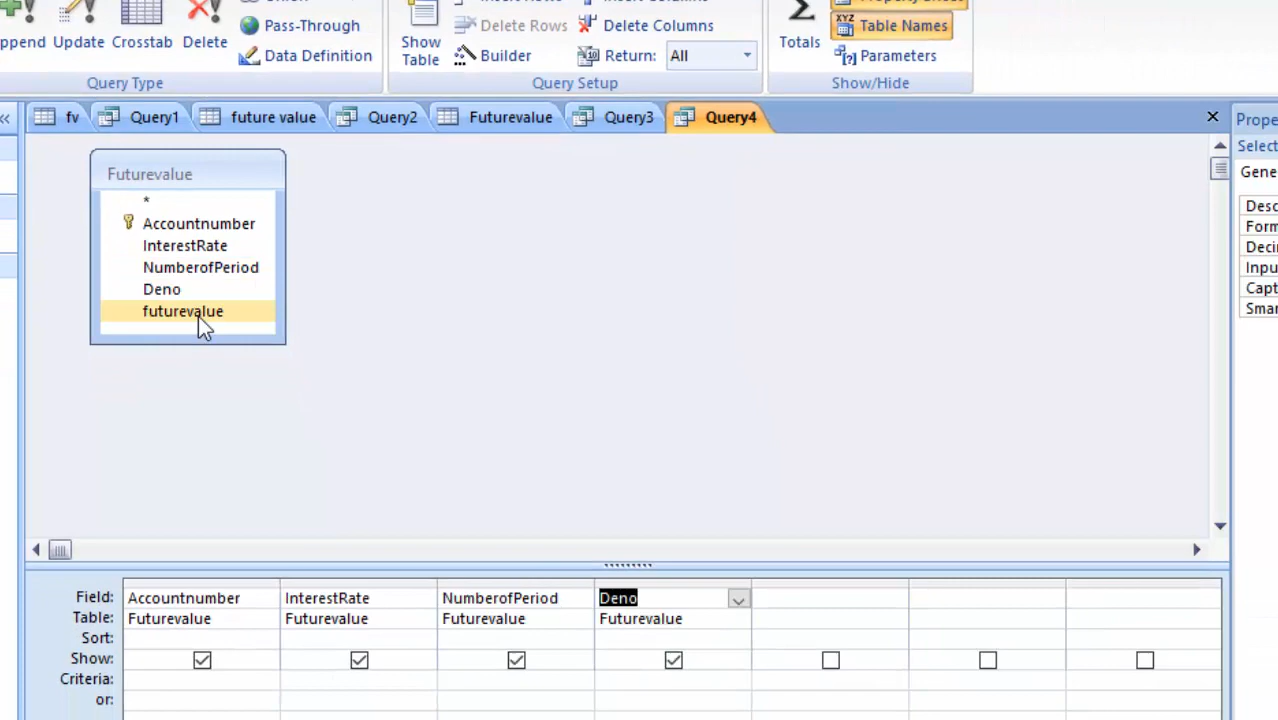 Pass-Through
Data Definition
Append Update Crosstab Delete
Query Type
Show Table
Delete Rows
Builder
Delete Columns
Return: All
Query Setup
Totals
Table Names
Parameters
Show/Hide
fv Query1 future value Query2 Futurevalue Query3 Query4
Prope
Select
Gene
Desc
Form
Deci
Inpu
Capt
Smar
Futurevalue
*
Accountnumber
InterestRate
NumberofPeriod
Deno
futurevalue
Field: Accountnumber InterestRate NumberofPeriod Deno
Table: Futurevalue Futurevalue Futurevalue Futurevalue
Sort:
Show:
Criteria:
or: